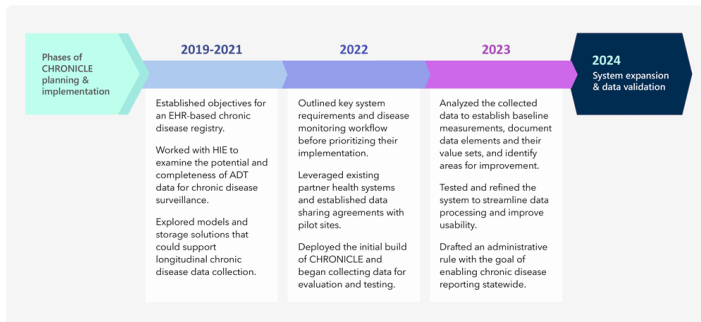 Phases of
CHRONICLE
planning &
implementation
2019-2021
Established objectives for
an EHR-based chronic
disease registry.
Worked with HIE to
examine the potential and
completeness of ADT
data for chronic disease
surveillance.
Explored models and
storage solutions that
could support
longitudinal chronic
disease data collection.
2022
Outlined key system
requirements and disease
monitoring workflow
before prioritizing their
implementation.
Leveraged existing
partner health systems
and established data
sharing agreements with
pilot sites.
Deployed the initial build
of CHRONICLE and
began collecting data for
evaluation and testing.
2023
Analyzed the collected
data to establish baseline
measurements, document
data elements and their
value sets, and identify
areas for improvement.
Tested and refined the
system to streamline data
processing and improve
usability.
Drafted an administrative
rule with the goal of
enabling chronic disease
reporting statewide.
2024
System expansion
& data validation